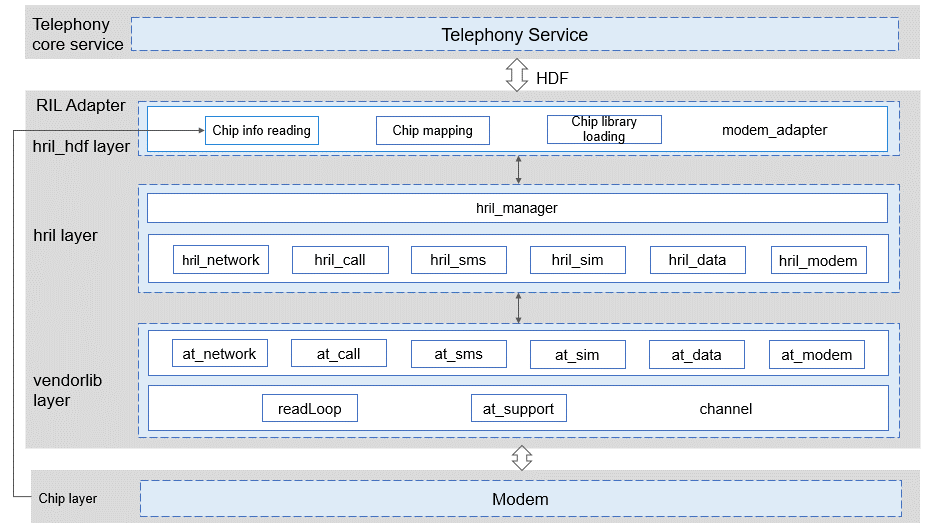 Telephony
core service
Telephony Service
HDF
RIL Adapter
hril_hdf layer
Chip info reading
Chip mapping
Chip library
loading
modem_adapter
hril layer
hril_manager
hril_network
hril_call
hril_sms
hril_sim
hril_data
hril_modem
vendorlib
layer
at_network
at_call
at_sms
at_sim
at_data
at_modem
readLoop
at_support
channel
Chip layer
Modem